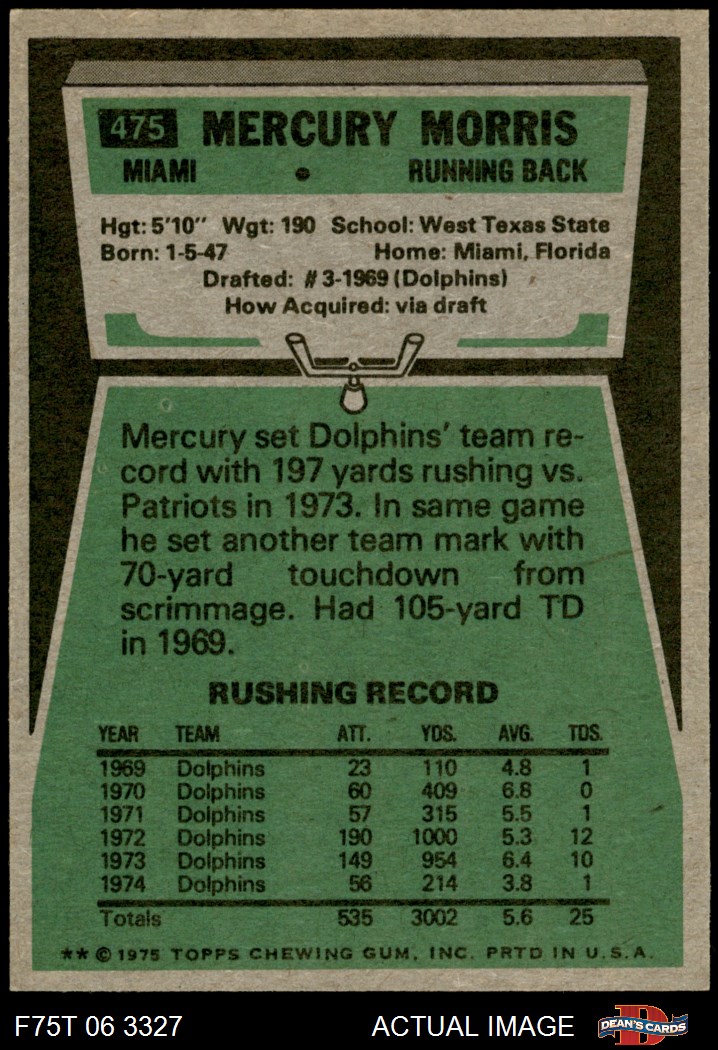 475 MERCURY MORRIS
MIAMI • RUNNING BACK
Hgt: 5'10" Wgt: 190 School: West Texas State
Born: 1-5-47 Home: Miami, Florida
Drafted: #3-1969 (Dolphins)
How Acquired: via draft
Mercury set Dolphins' team re-
cord with 197 yards rushing vs.
Patriots in 1973. In same game
he set another team mark with
70-yard touchdown from
scrimmage. Had 105-yard TD
in 1969.
RUSHING RECORD
YEAR TEAM ATT. YDS. AVG. TDS.
1969 Dolphins 23 110 4.8 1
1970 Dolphins 60 409 6.8 0
1971 Dolphins 57 315 5.5 1
1972 Dolphins 190 1000 5.3 12
1973 Dolphins 149 954 6.4 10
1974 Dolphins 56 214 3.8 1
Totals 535 3002 5.6 25
** © 1975 TOPPS CHEWING GUM, INC. PRTD IN U.S.A.
F75T 06 3327 ACTUAL IMAGE D DEAN'S CARDS